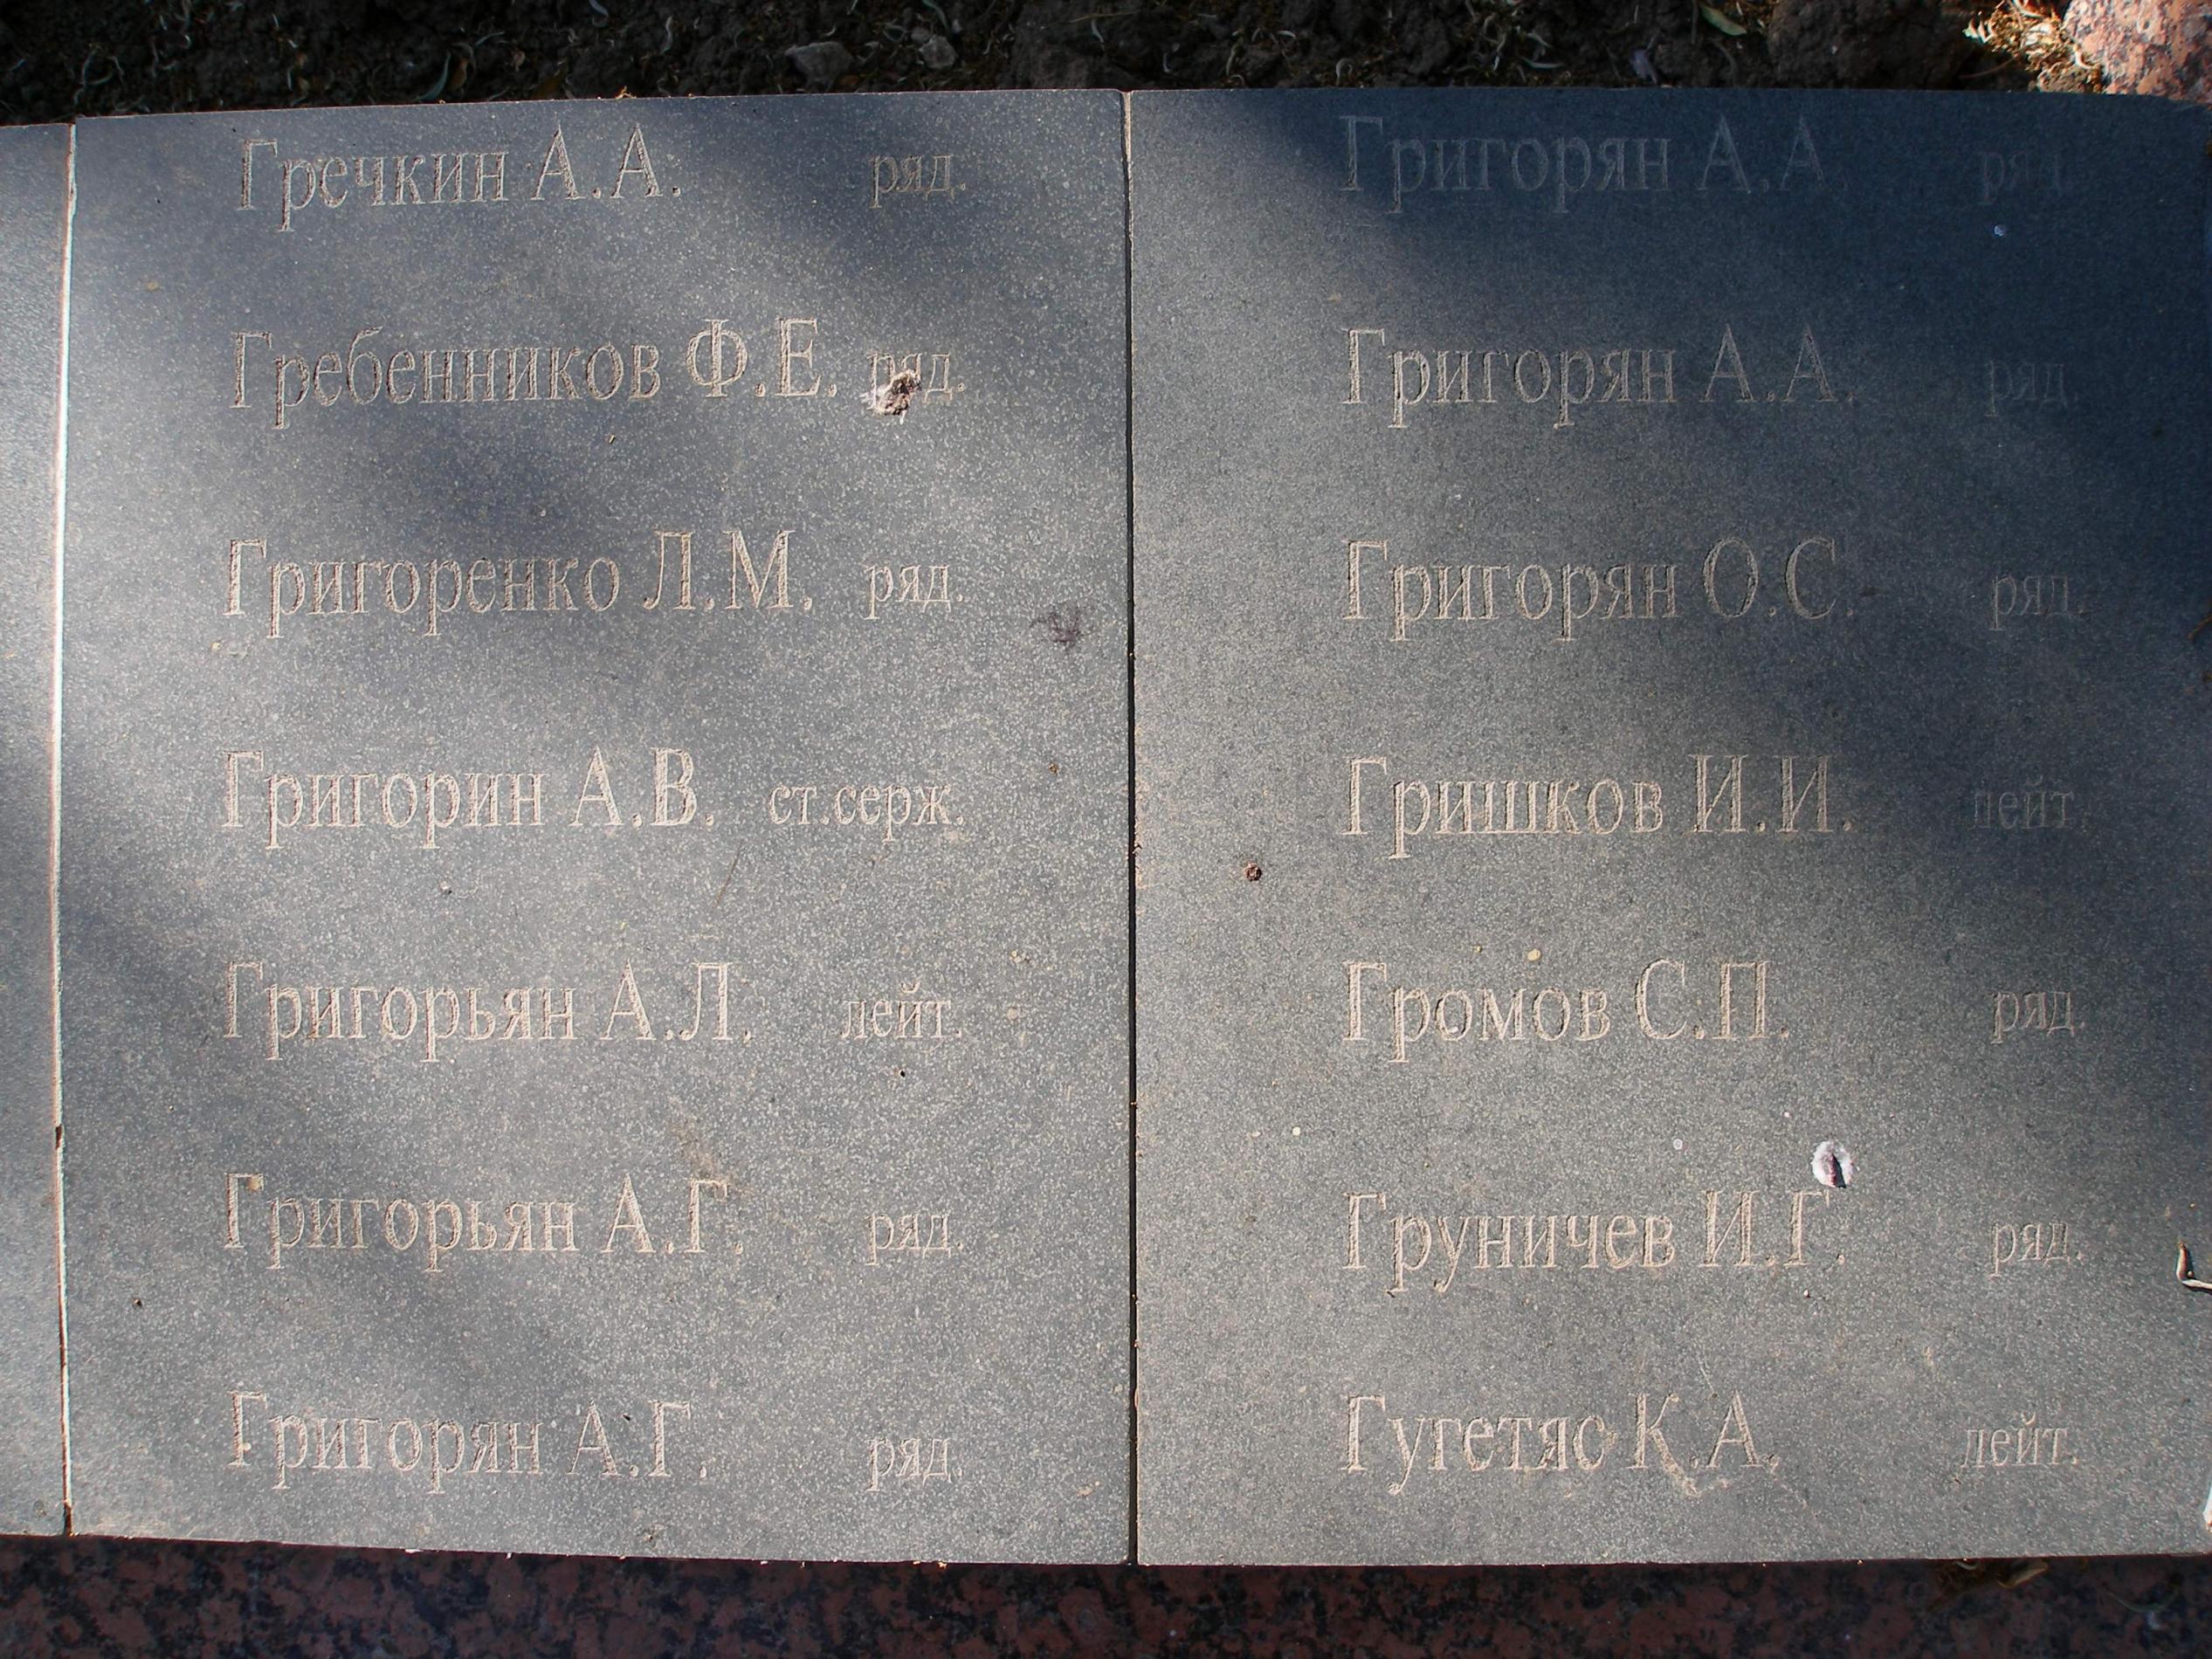 Гречкин А.А. ряд.
Гребенников Ф.Е. ряд.
Григоренко Л.М. ряд.
Григорин А.В. ст.серж.
Григорьян А.Л. лейт.
Григорьян А.Г. ряд.
Григорян А.Г. ряд.
Григорян А.А. ряд.
Григорян А.А. ряд.
Григорян О.С. ряд.
Гришков И.И. лейт.
Громов С.П. ряд.
Груничев И.Г. ряд.
Гугетяс К.А. лейт.